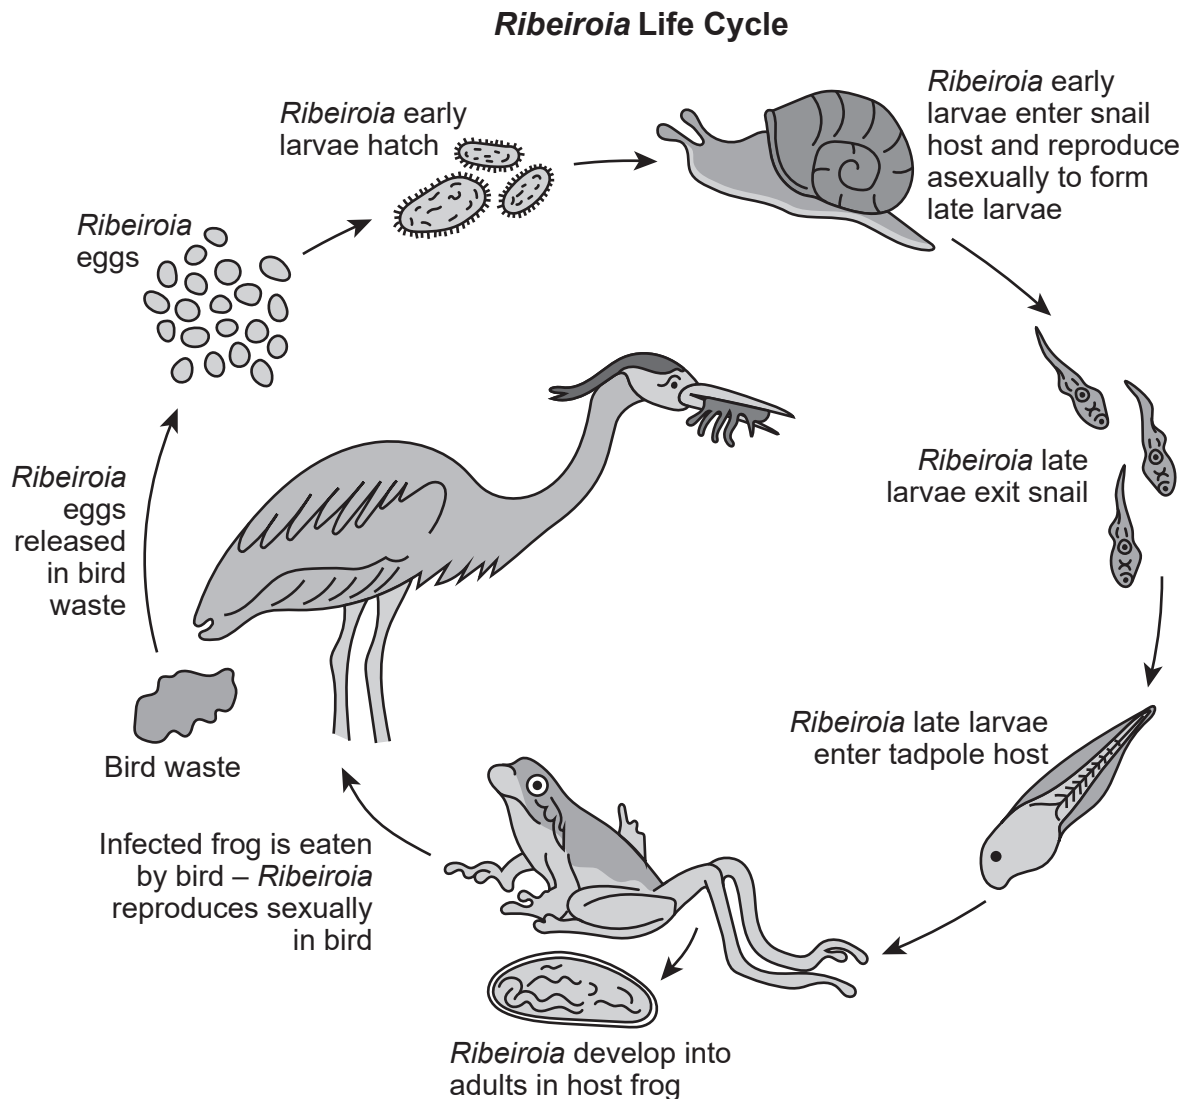 Ribeiroia Life Cycle
Ribeiroia early
larvae hatch
Ribeiroia early
larvae enter snail
host and reproduce
asexually to form
late larvae
Ribeiroia late
larvae exit snail
Ribeiroia late larvae
enter tadpole host
Ribeiroia develop into
adults in host frog
Infected frog is eaten
by bird – Ribeiroia
reproduces sexually
in bird
Bird waste
Ribeiroia
eggs
released
in bird
waste
Ribeiroia
eggs